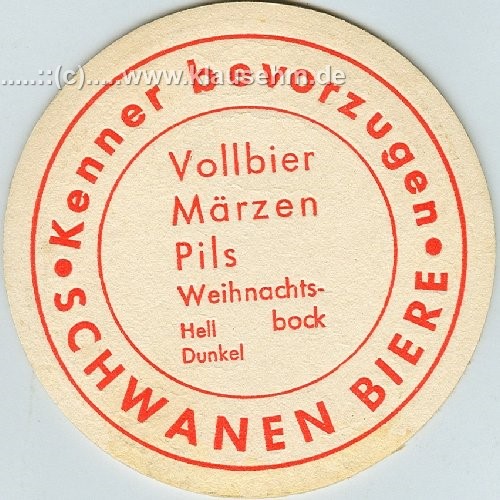 .....::(c).....www.klausehm.de
Kenner bevorzugen
Vollbier
Märzen
Pils
Weihnachts-
bock
Hell
Dunkel
• SCHWANEN BIERE •